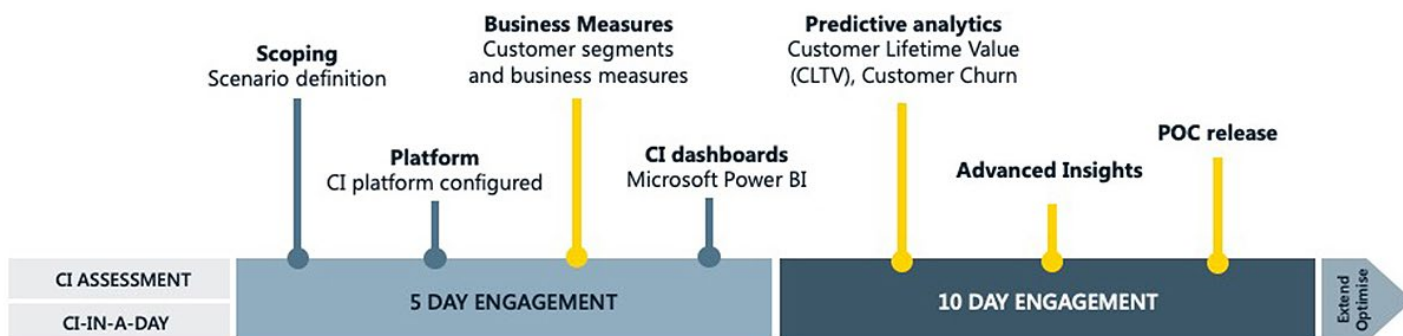 Scoping
Scenario definition
Platform
CI platform configured
Business Measures
Customer segments
and business measures
CI dashboards
Microsoft Power BI
Predictive analytics
Customer Lifetime Value
(CLTV), Customer Churn
Advanced Insights
POC release
CI ASSESSMENT
CI-IN-A-DAY
5 DAY ENGAGEMENT
10 DAY ENGAGEMENT
Extend
Optimise